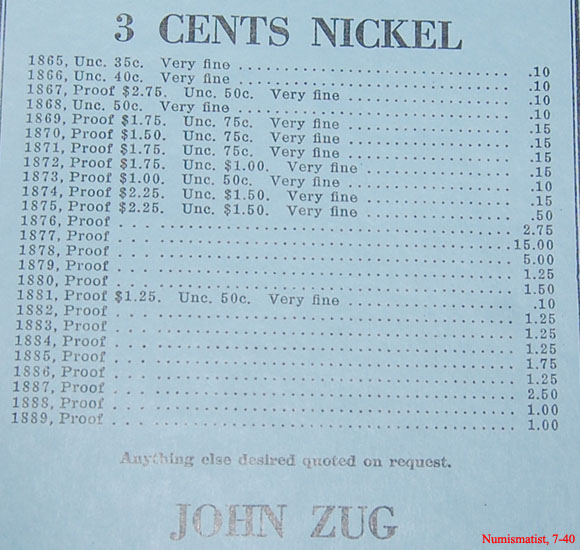 3 CENTS NICKEL
1865, Unc. 35c. Very fine .......... .10
1866, Unc. 40c. Very fine .......... .10
1867, Proof $2.75. Unc. 50c. Very fine .......... .10
1868, Unc. 50c. Very fine .......... .10
1869, Proof $1.75. Unc. 75c. Very fine .......... .15
1870, Proof $1.50. Unc. 75c. Very fine .......... .15
1871, Proof $1.75. Unc. 75c. Very fine .......... .15
1872, Proof $1.75. Unc. $1.00. Very fine .......... .15
1873, Proof $1.00. Unc. 50c. Very fine .......... .10
1874, Proof $2.25. Unc. $1.50. Very fine .......... .15
1875, Proof $2.25. Unc. $1.50. Very fine .......... .50
1876, Proof .......... 2.75
1877, Proof .......... 15.00
1878, Proof .......... 5.00
1879, Proof .......... 1.25
1880, Proof .......... 1.50
1881, Proof $1.25. Unc. 50c. Very fine .......... .10
1882, Proof .......... 1.25
1883, Proof .......... 1.25
1884, Proof .......... 1.25
1885, Proof .......... 1.75
1886, Proof .......... 1.25
1887, Proof .......... 2.50
1888, Proof .......... 1.00
1889, Proof .......... 1.00
Anything else desired quoted on request.
JOHN ZUG
Numismatist, 7-40